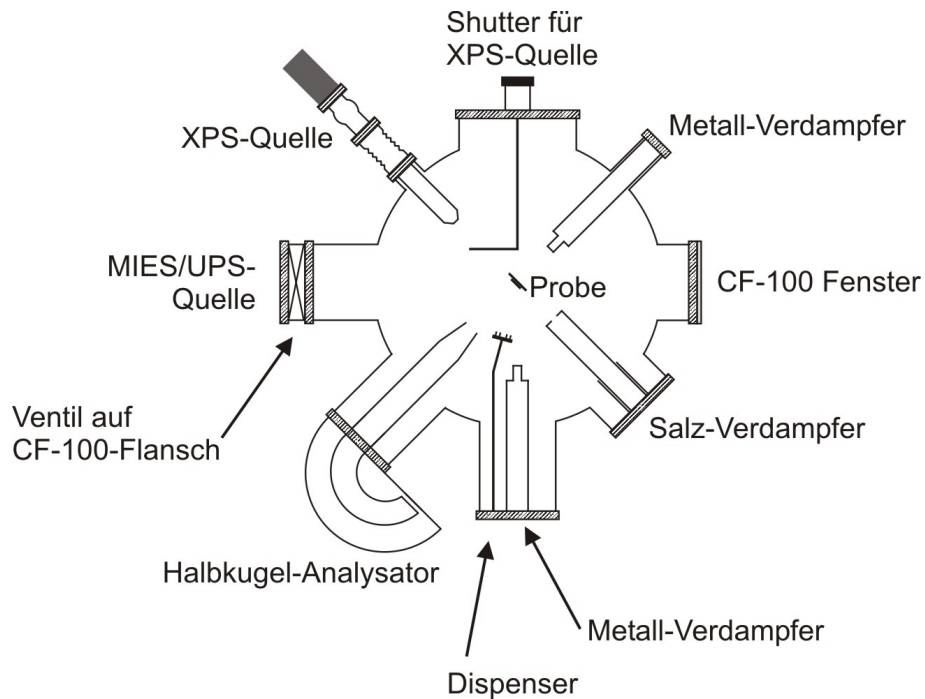 Shutter für
XPS-Quelle
XPS-Quelle
Metall-Verdampfer
MIES/UPS-
Quelle
Probe
CF-100 Fenster
Ventil auf
CF-100-Flansch
Salz-Verdampfer
Halbkugel-Analysator
Metall-Verdampfer
Dispenser